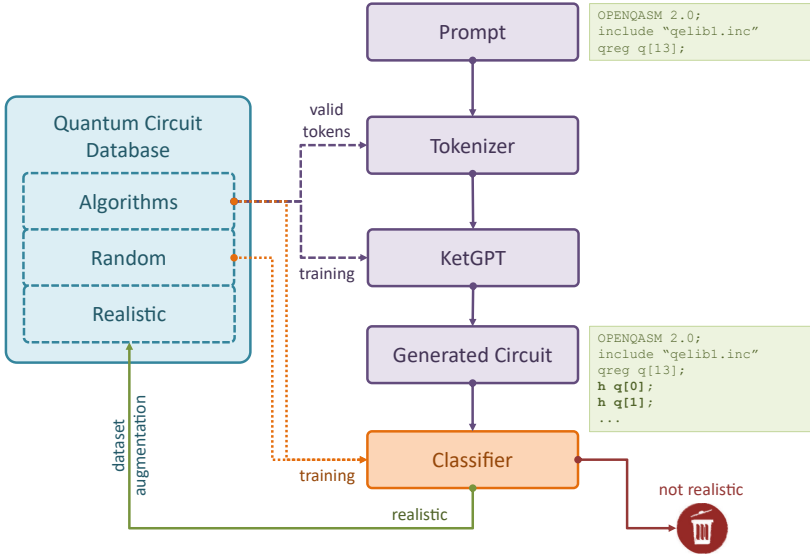 Prompt
OPENQASM 2.0;
include “qelib1.inc”
qreg q[13];
Quantum Circuit
Database
Algorithms
Random
Realistic
valid
tokens
Tokenizer
training
KetGPT
Generated Circuit
OPENQASM 2.0;
include “qelib1.inc”
qreg q[13];
h q[0];
h q[1];
...
dataset
augmentation
training
Classifier
realistic
not realistic